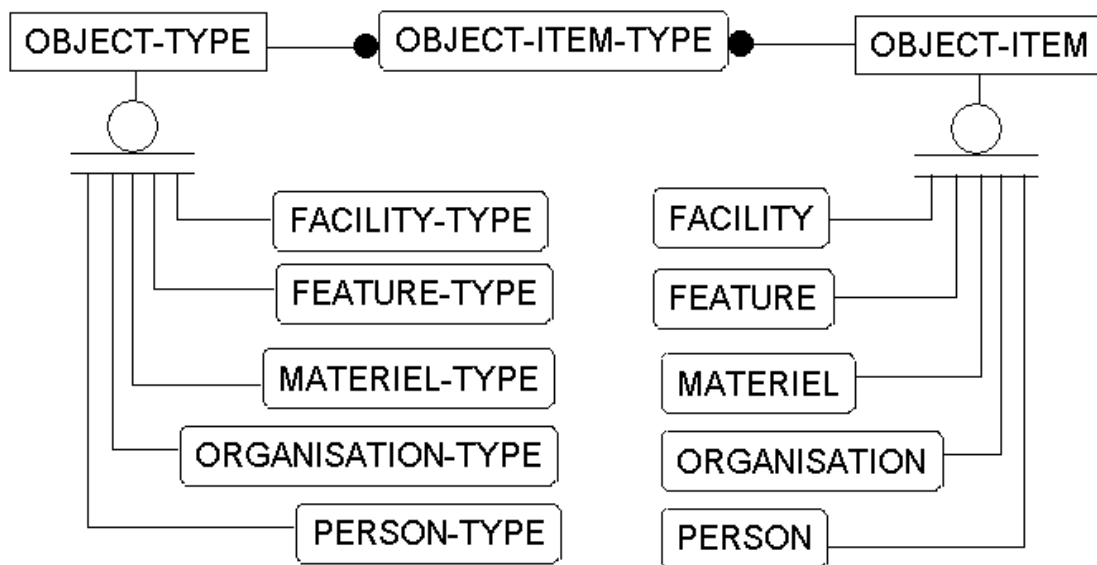 OBJECT-TYPE
OBJECT-ITEM-TYPE
OBJECT-ITEM
FACILITY-TYPE
FEATURE-TYPE
MATERIEL-TYPE
ORGANISATION-TYPE
PERSON-TYPE
FACILITY
FEATURE
MATERIEL
ORGANISATION
PERSON